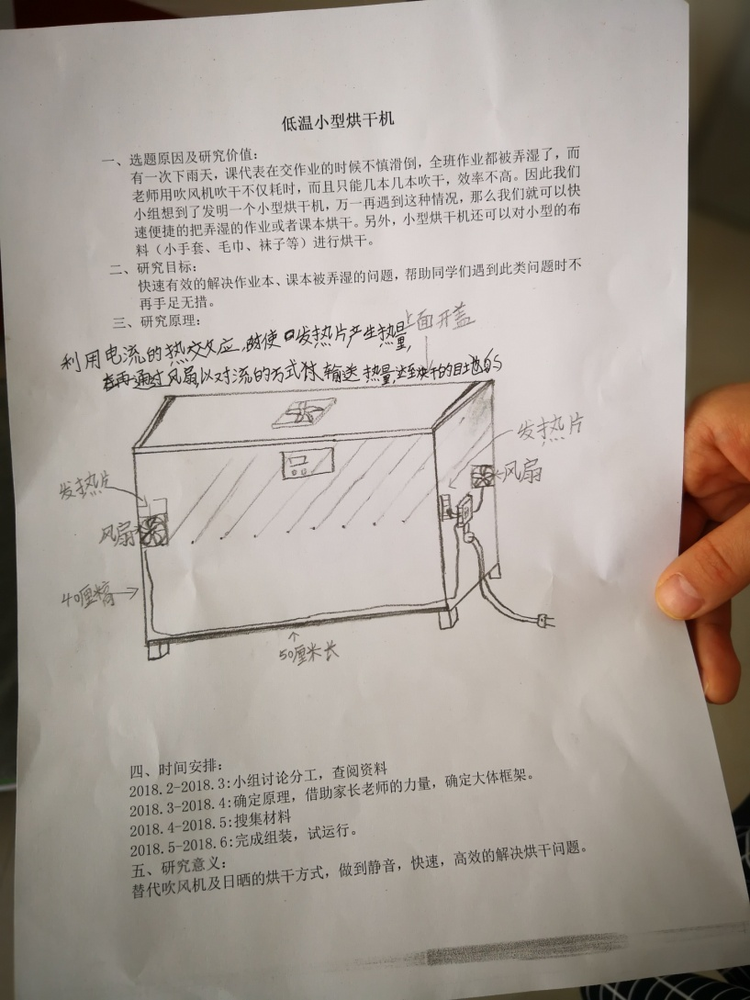 低温小型烘干机
一、选题原因及研究价值：
有一次下雨天，课代表在交作业的时候不慎滑倒，全班作业都被弄湿了，而
老师用吹风机吹干不仅耗时，而且只能几本几本吹干，效率不高。因此我们
小组想到了发明一个小型烘干机，万一再遇到这种情况，那么我们就可以快
速便捷的把弄湿的作业或者课本烘干。另外，小型烘干机还可以对小型的布
料（小手套、毛巾、袜子等）进行烘干。
二、研究目标：
快速有效的解决作业本、课本被弄湿的问题，帮助同学们遇到此类问题时不
再手足无措。
三、研究原理：
上面开盖
利用电流的热效应，使发热片产生热量，
再通过风扇以对流的方式输送热量，达至烘干的目地
发热片
风扇
发热片
风扇
40厘米高
50厘米长
四、时间安排：
2018.2-2018.3:小组讨论分工，查阅资料
2018.3-2018.4:确定原理，借助家长老师的力量，确定大体框架。
2018.4-2018.5:搜集材料
2018.5-2018.6:完成组装，试运行。
五、研究意义：
替代吹风机及日晒的烘干方式，做到静音，快速，高效的解决烘干问题。